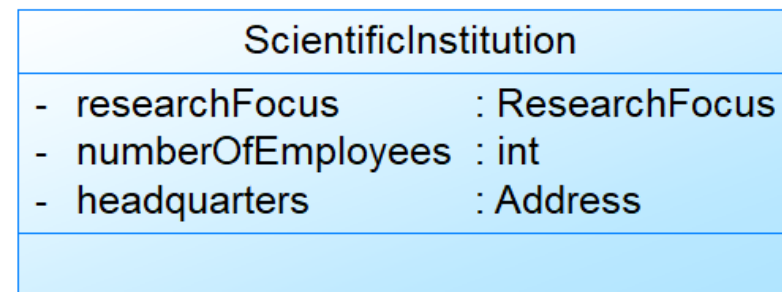 ScientificInstitution
- researchFocus : ResearchFocus
- numberOfEmployees : int
- headquarters : Address